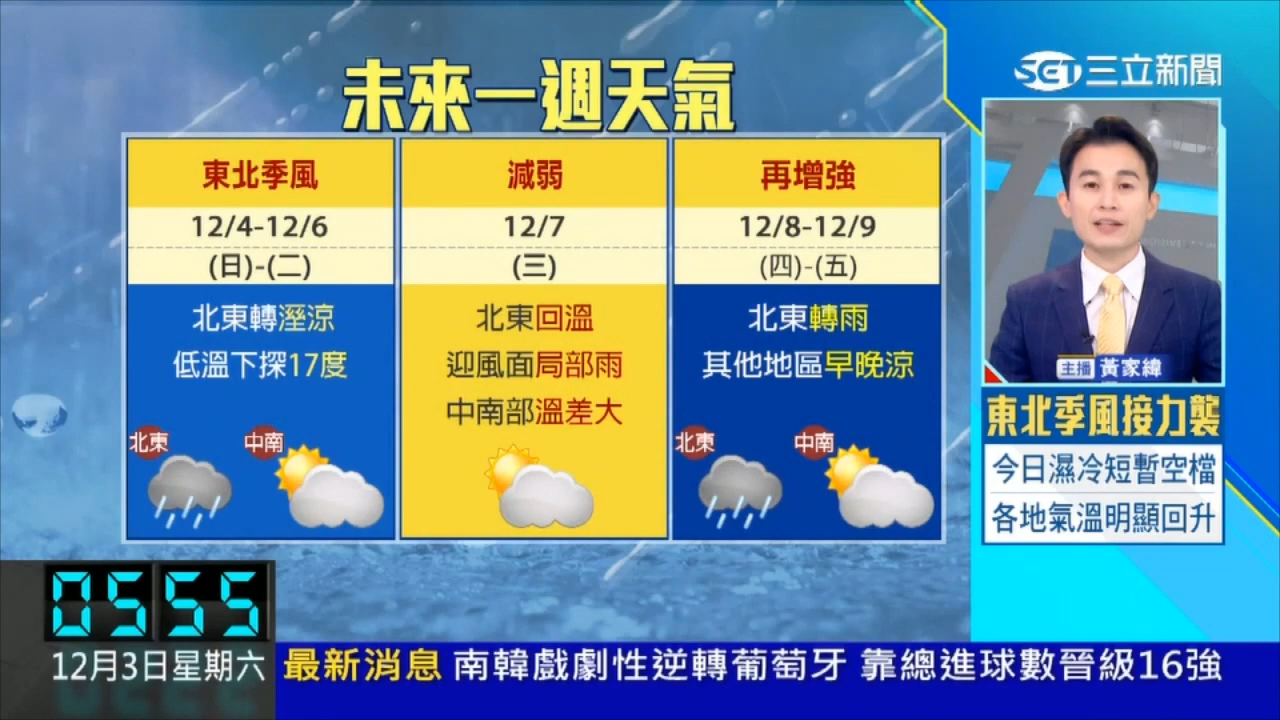 未來一週天氣
東北季風
12/4-12/6
(日)-(二)
北東轉溼涼
低溫下探17度
北東
中南
減弱
12/7
(三)
北東回溫
迎風面局部雨
中南部溫差大
再增強
12/8-12/9
(四)-(五)
北東轉雨
其他地區早晚涼
北東
中南
SET三立新聞
主播 黃家緯
東北季風接力襲
今日濕冷短暫空檔
各地氣溫明顯回升
05 55
12月3日星期六
最新消息 南韓戲劇性逆轉葡萄牙 靠總進球數晉級16強